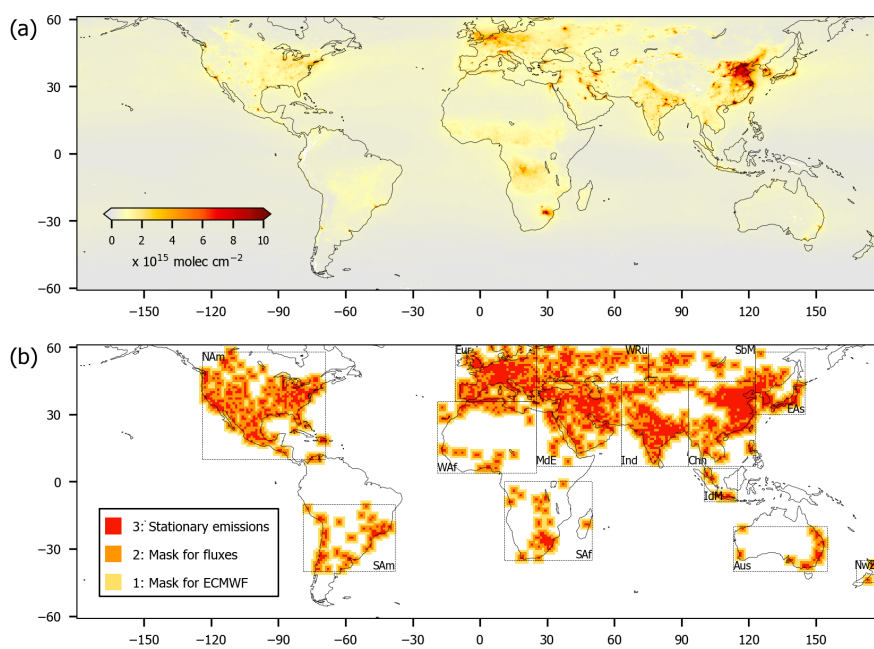 (a)
60
30
0
−30
−60
0 2 4 6 8 10
x 10¹⁵ molec cm⁻²
−150 −120 −90 −60 −30 0 30 60 90 120 150
(b)
60
30
0
−30
−60
NAm Eur WRu SbM
EAs
WAf MdE Ind Chn
IdM
SAm SAf Aus NwZ
3: Stationary emissions
2: Mask for fluxes
1: Mask for ECMWF
−150 −120 −90 −60 −30 0 30 60 90 120 150